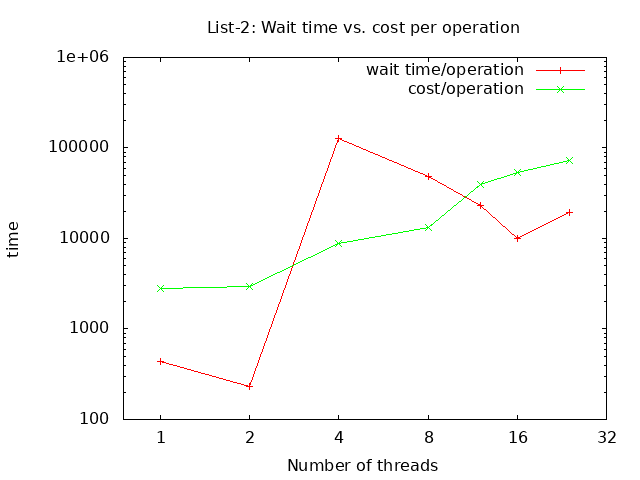 List-2: Wait time vs. cost per operation
1e+06
wait time/operation
cost/operation
100000
time
10000
1000
100
1 2 4 8 16 32
Number of threads